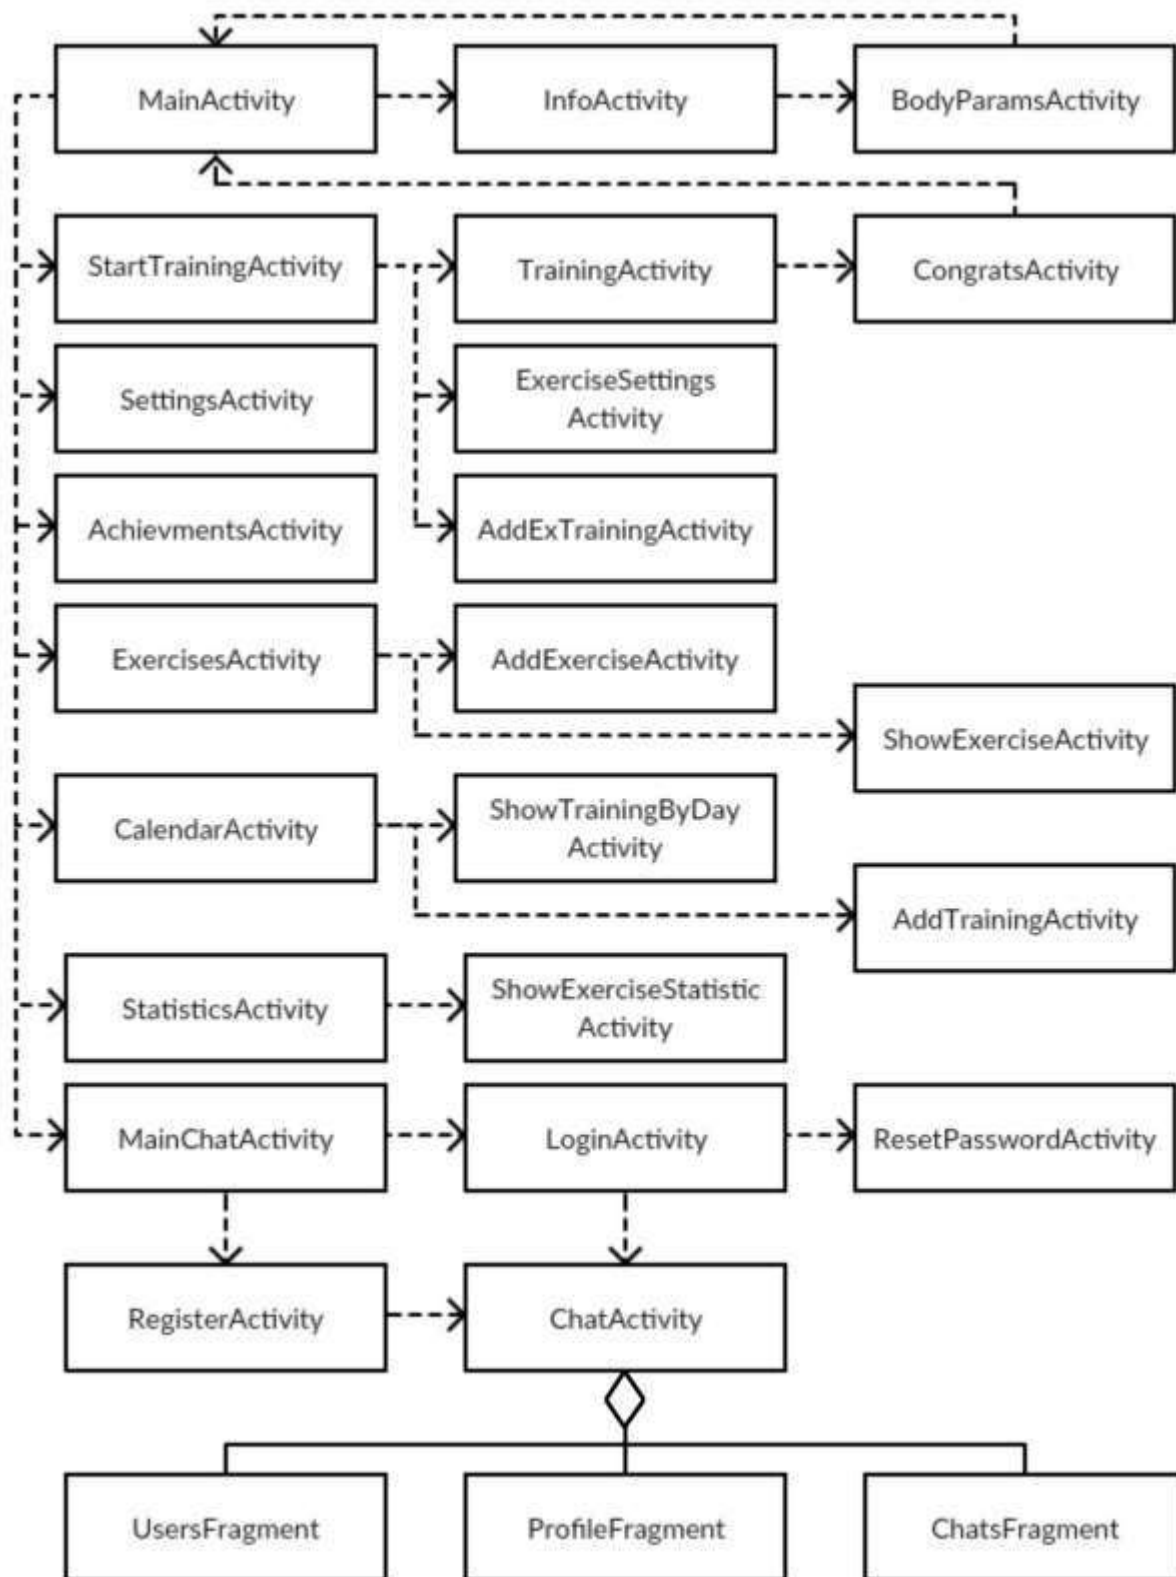 MainActivity
InfoActivity
BodyParamsActivity
StartTrainingActivity
TrainingActivity
CongratsActivity
SettingsActivity
ExerciseSettings
Activity
AchievmentsActivity
AddExTrainingActivity
ExercisesActivity
AddExerciseActivity
ShowExerciseActivity
CalendarActivity
ShowTrainingByDay
Activity
AddTrainingActivity
StatisticsActivity
ShowExerciseStatistic
Activity
MainChatActivity
LoginActivity
ResetPasswordActivity
RegisterActivity
ChatActivity
UsersFragment
ProfileFragment
ChatsFragment